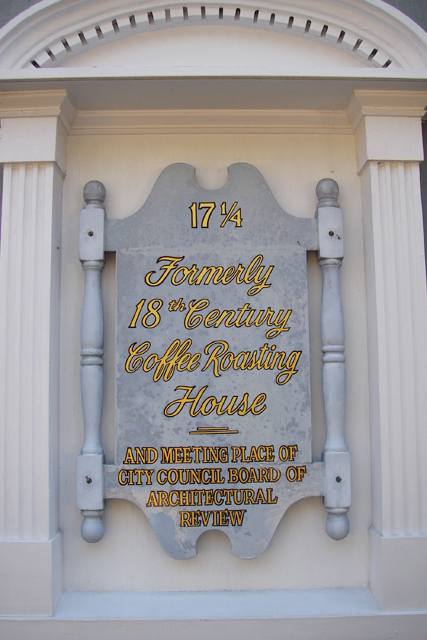 17 1/4
Formerly
18th Century
Coffee Roasting
House
AND MEETING PLACE OF
CITY COUNCIL BOARD OF
ARCHITECTURAL
REVIEW